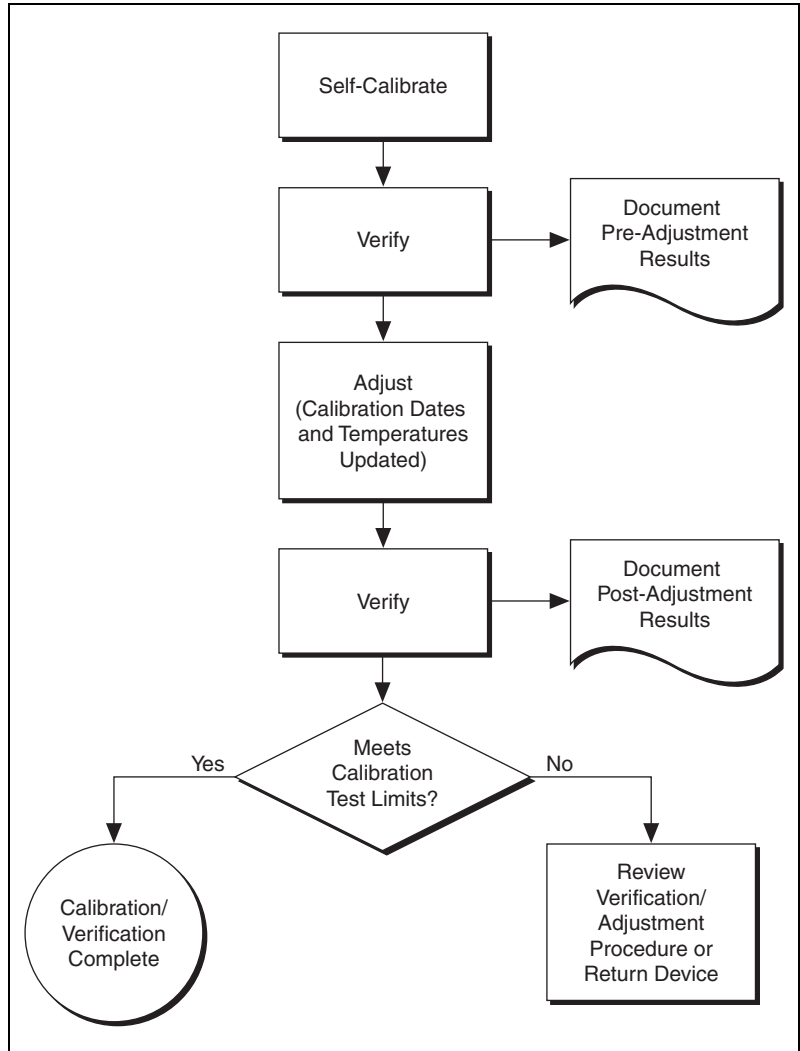 Self-Calibrate
Verify
Document
Pre-Adjustment
Results
Adjust
(Calibration Dates
and Temperatures
Updated)
Verify
Document
Post-Adjustment
Results
Meets
Calibration
Test Limits?
Yes
No
Calibration/
Verification
Complete
Review
Verification/
Adjustment
Procedure or
Return Device